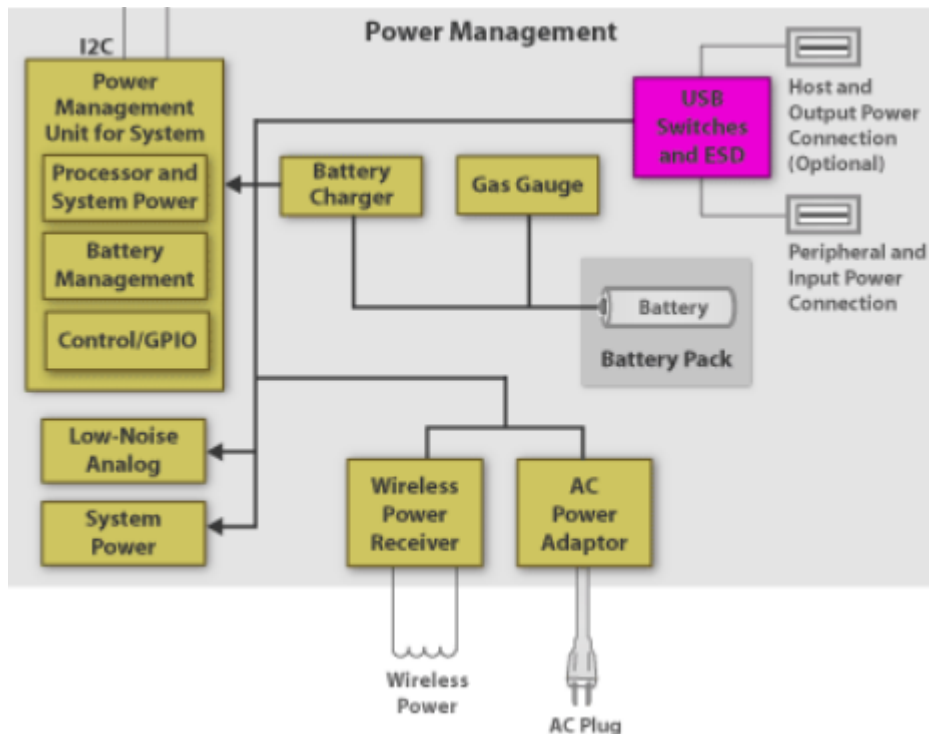 Power Management
I2C
Power
Management
Unit for System
Processor and
System Power
Battery
Management
Control/GPIO
Battery
Charger
Gas Gauge
USB
Switches
and ESD
Host and
Output Power
Connection
(Optional)
Peripheral and
Input Power
Connection
Battery
Battery Pack
Low-Noise
Analog
System
Power
Wireless
Power
Receiver
AC
Power
Adaptor
Wireless
Power
AC Plug